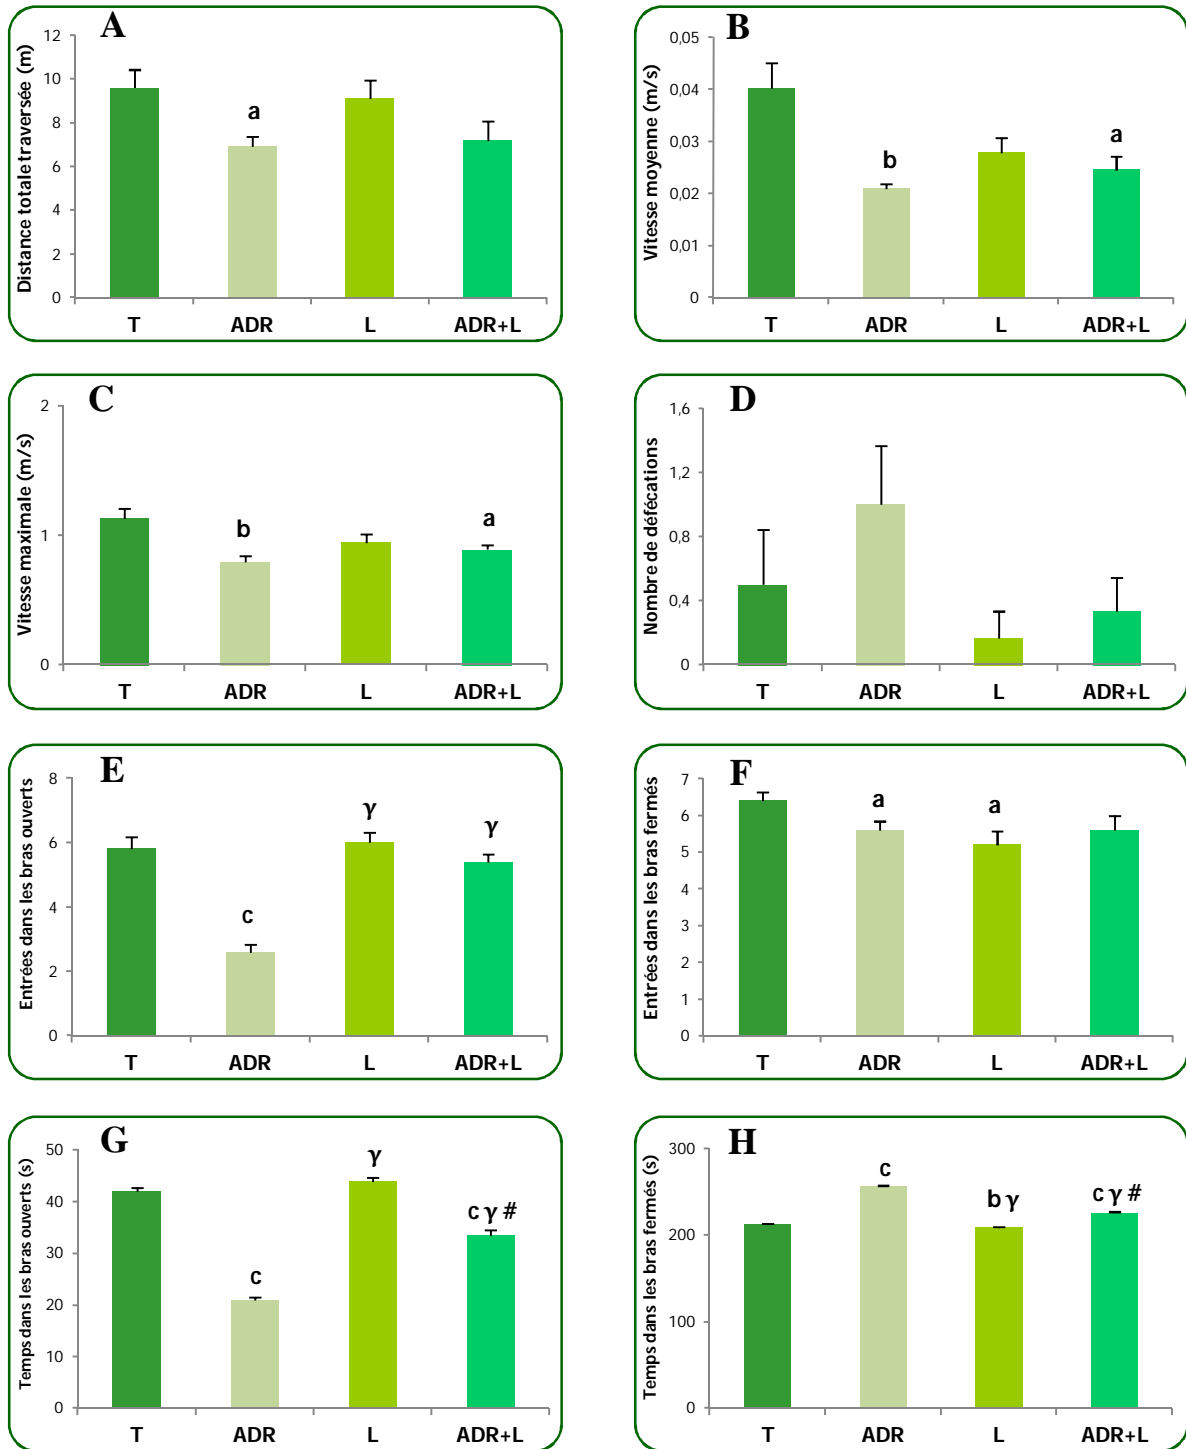 A
Distance totale traversée (m)
12
10
8
6
4
2
0
a
T ADR L ADR+L
B
Vitesse moyenne (m/s)
0,05
0,04
0,03
0,02
0,01
0
b
a
T ADR L ADR+L
C
Vitesse maximale (m/s)
2
1
0
b
a
T ADR L ADR+L
D
Nombre de défécations
1,6
1,2
0,8
0,4
0
T ADR L ADR+L
E
Entrées dans les bras ouverts
8
6
4
2
0
c
γ
γ
T ADR L ADR+L
F
Entrées dans les bras fermés
7
6
5
4
3
2
1
0
a
a
T ADR L ADR+L
G
Temps dans les bras ouverts (s)
50
40
30
20
10
0
c
γ
c γ #
T ADR L ADR+L
H
Temps dans les bras fermés (s)
300
200
100
0
c
b γ
c γ #
T ADR L ADR+L